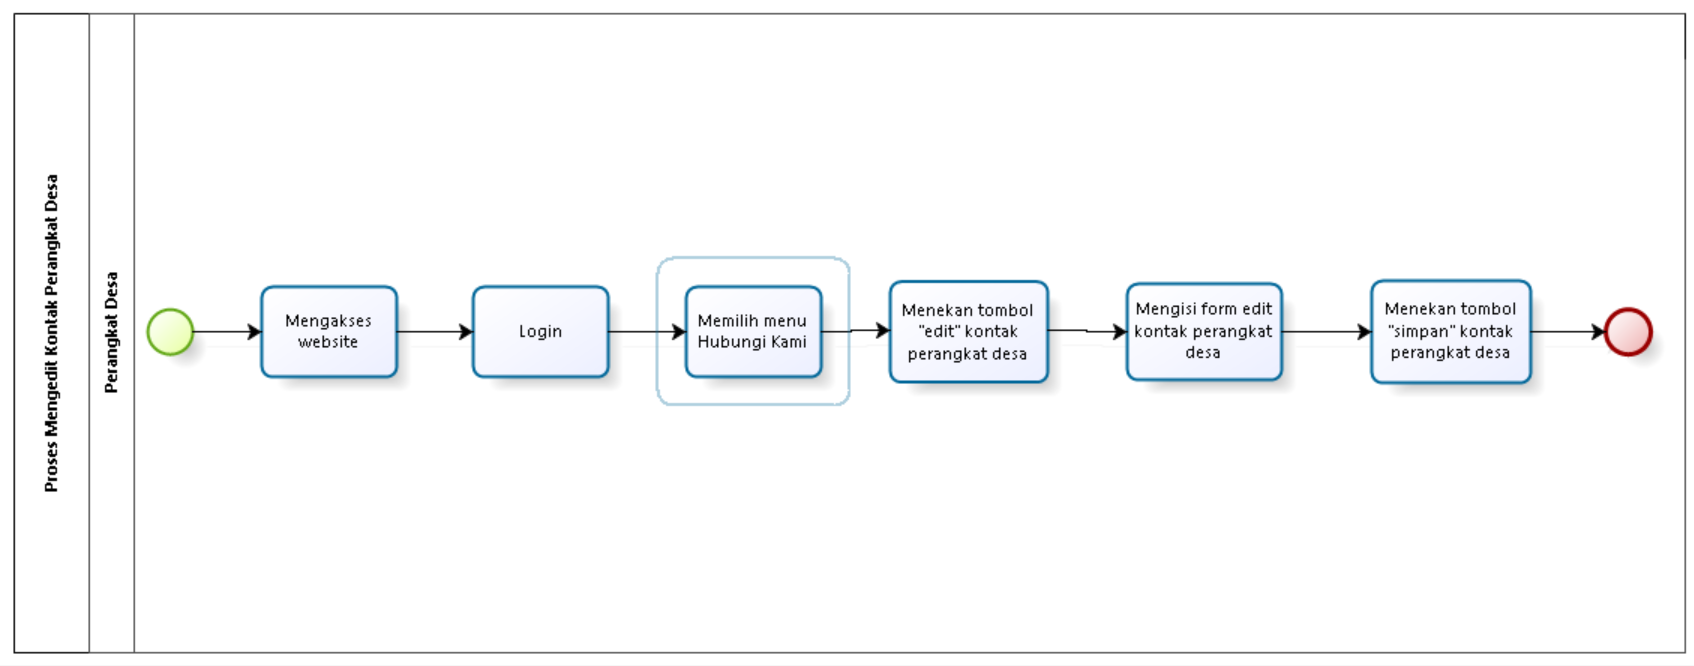 Proses Mengedit Kontak Perangkat Desa
Perangkat Desa
Mengakses
website
Login
Memilih menu
Hubungi Kami
Menekan tombol
"edit" kontak
perangkat desa
Mengisi form edit
kontak perangkat
desa
Menekan tombol
"simpan" kontak
perangkat desa